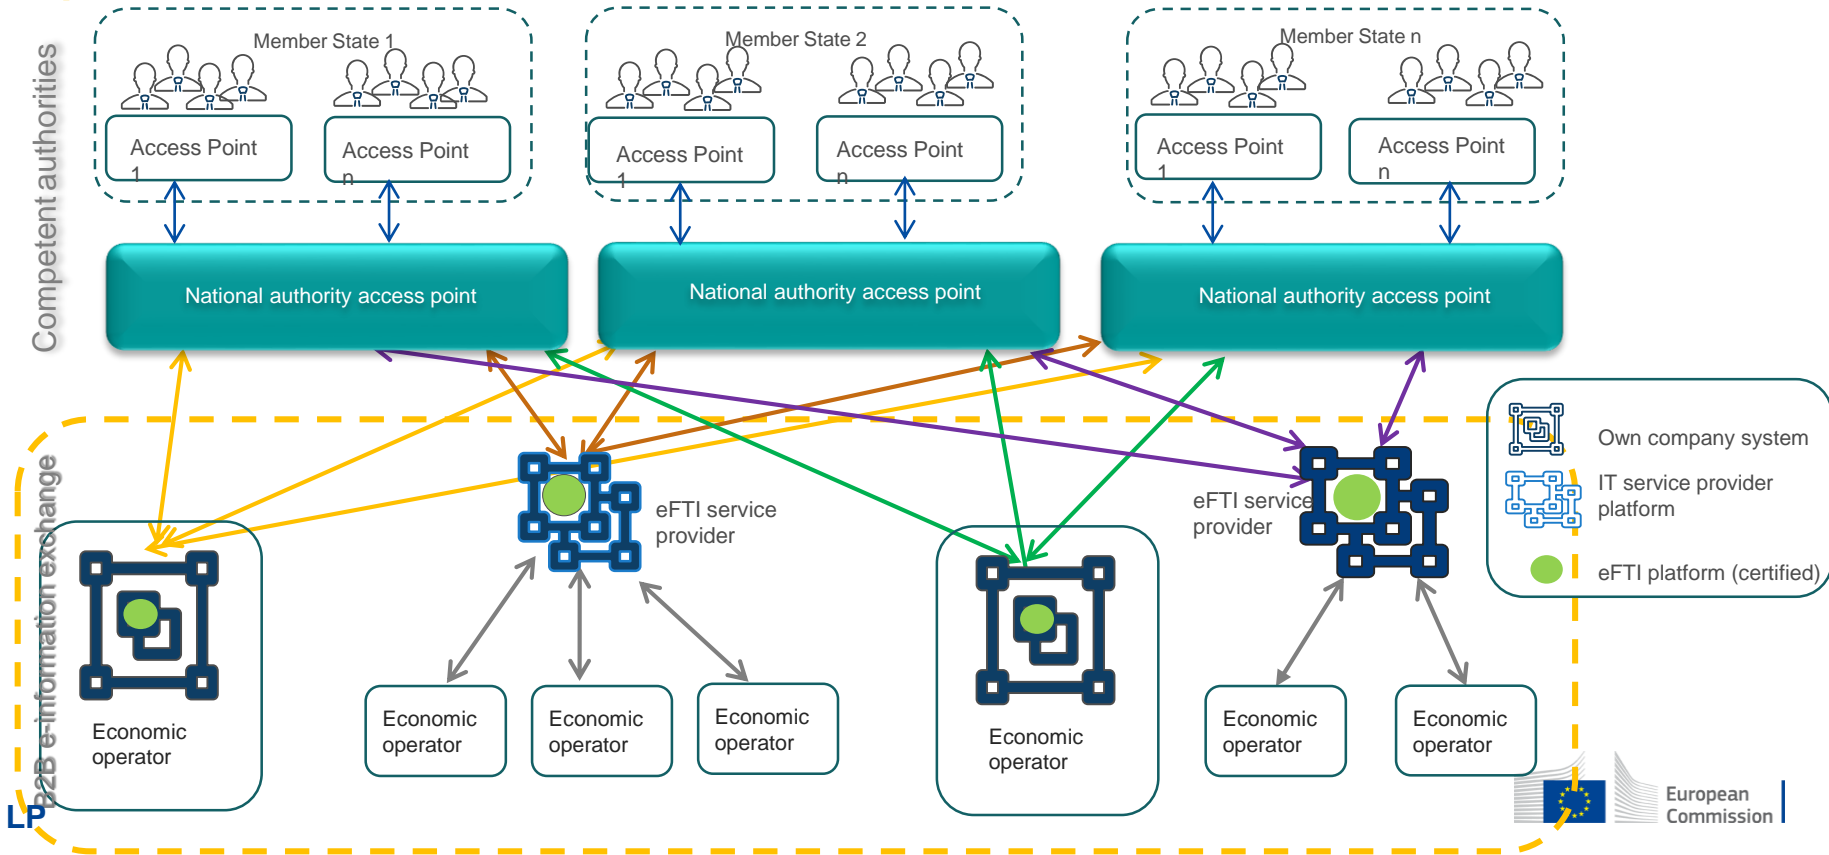 Competent authorities
Member State 1
Access Point
1
Access Point
n
Member State 2
Access Point
1
Access Point
n
Member State n
Access Point
1
Access Point
n
National authority access point
National authority access point
National authority access point
B2B e-information exchange
eFTI service
provider
eFTI service
provider
Own company system
IT service provider
platform
eFTI platform (certified)
Economic
operator
Economic
operator
Economic
operator
Economic
operator
Economic
operator
Economic
operator
Economic
operator
LP
European
Commission